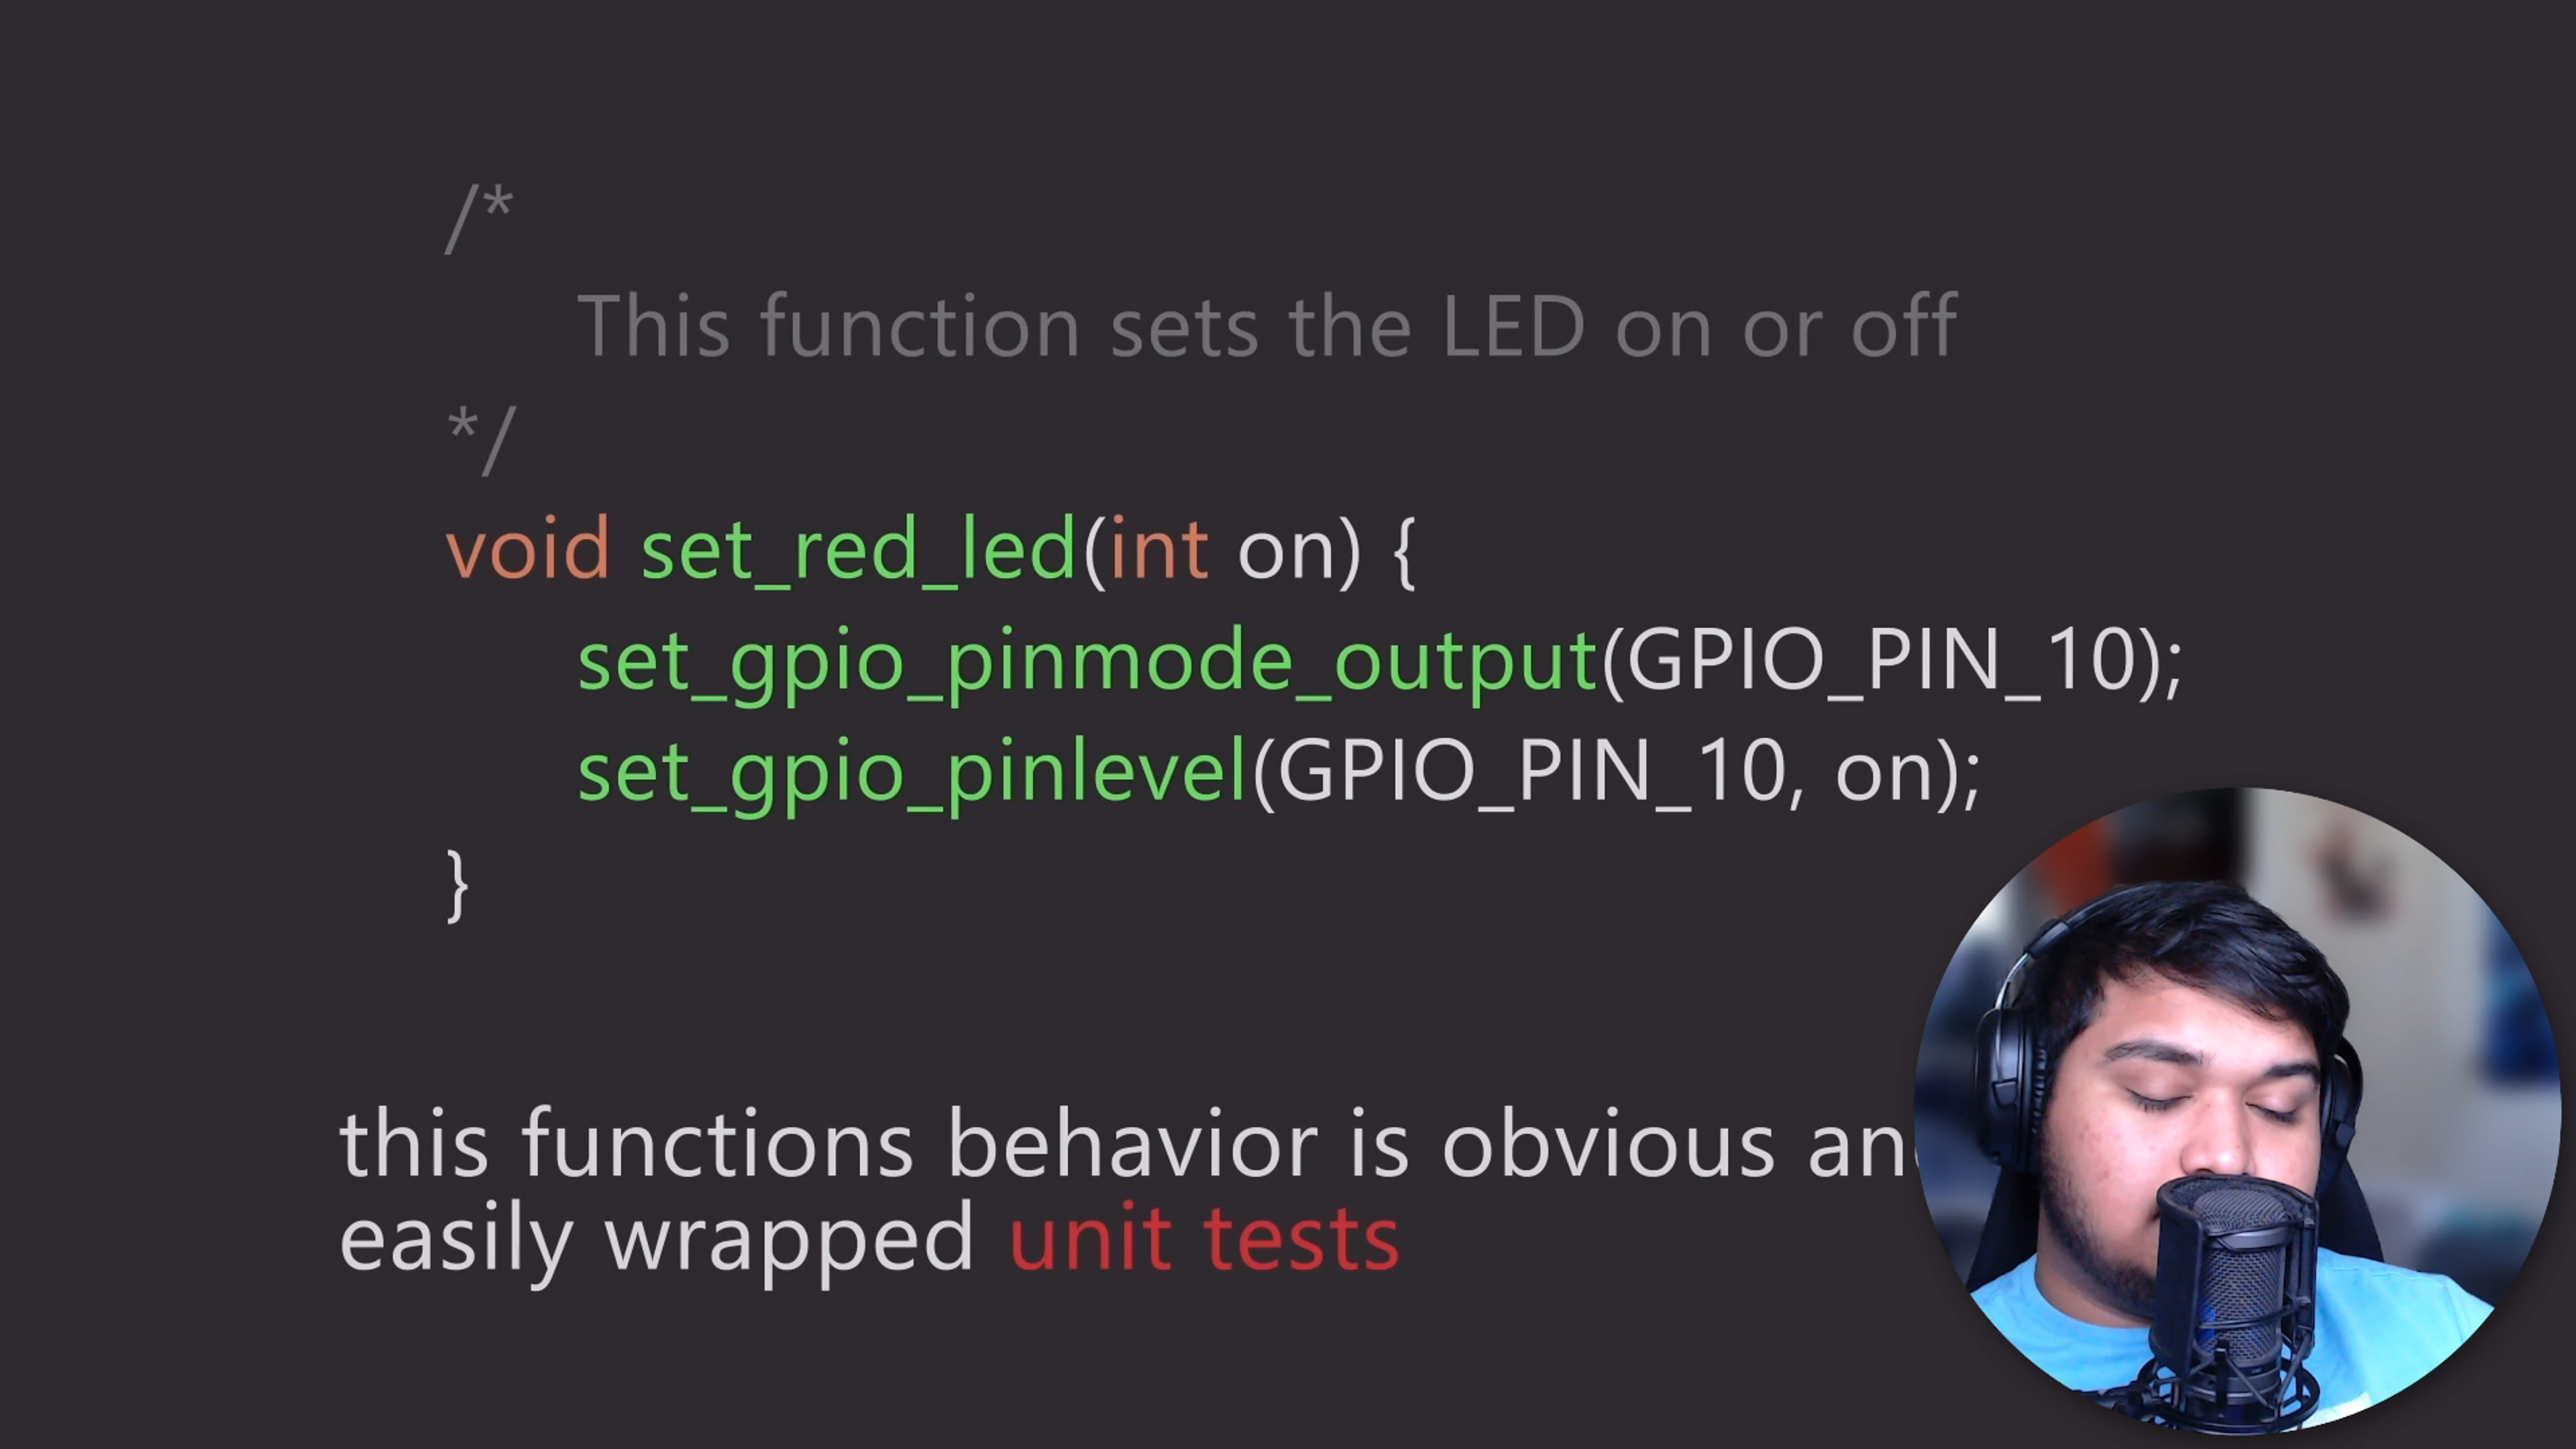 /*
This function sets the LED on or off
*/
void set_red_led(int on) {
set_gpio_pinmode_output(GPIO_PIN_10);
set_gpio_pinlevel(GPIO_PIN_10, on);
}
this functions behavior is obvious
easily wrapped unit tests